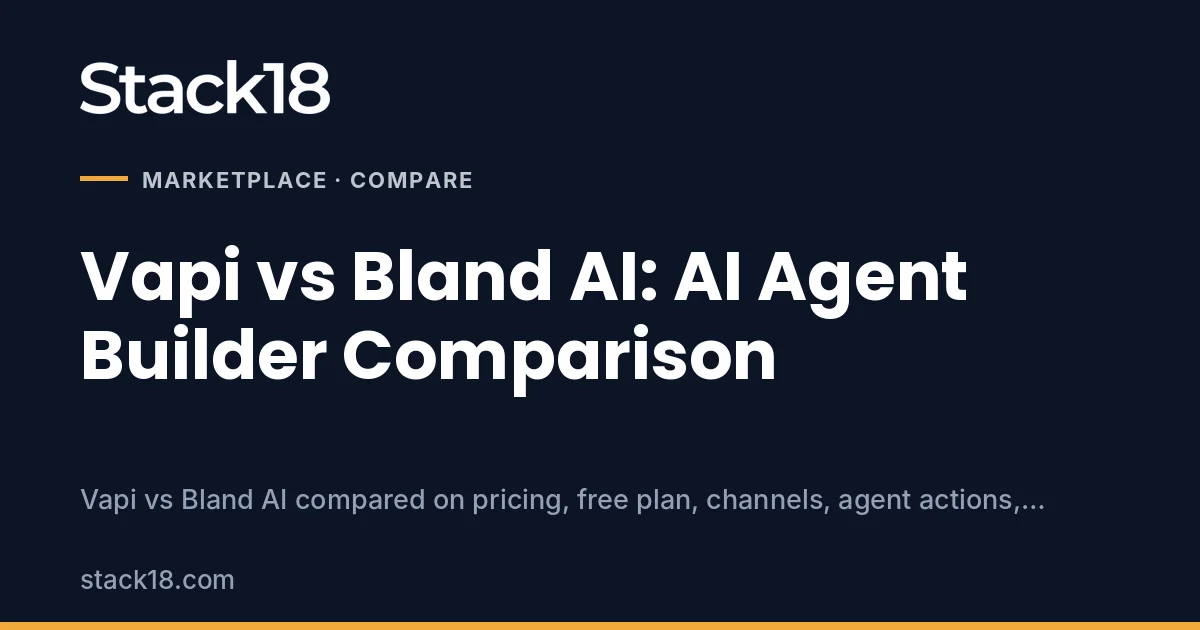 Stack18
MARKETPLACE · COMPARE
Vapi vs Bland AI: AI Agent
Builder Comparison
Vapi vs Bland AI compared on pricing, free plan, channels, agent actions,...
stack18.com